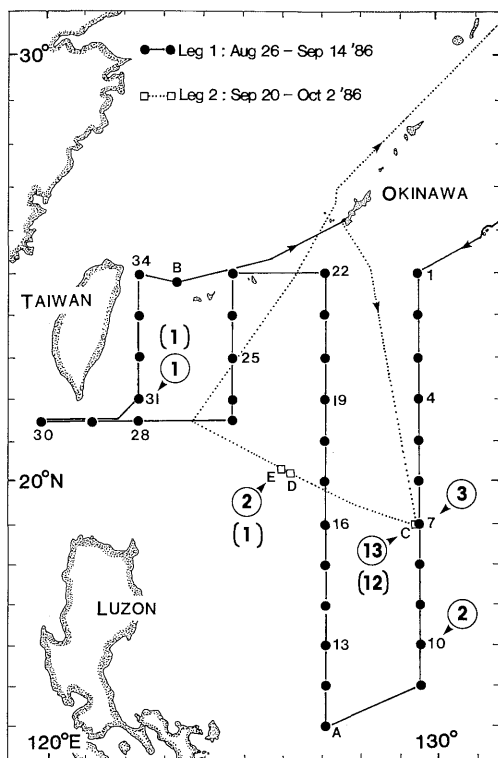 30°
Leg 1 : Aug 26 – Sep 14 '86
Leg 2 : Sep 20 – Oct 2 '86
OKINAWA
34
B
22
1
TAIWAN
(1)
1
25
31
19
4
30
28
20°N
E
D
2
(1)
16
C
7
3
13
(12)
LUZON
13
10
2
A
120°E
130°